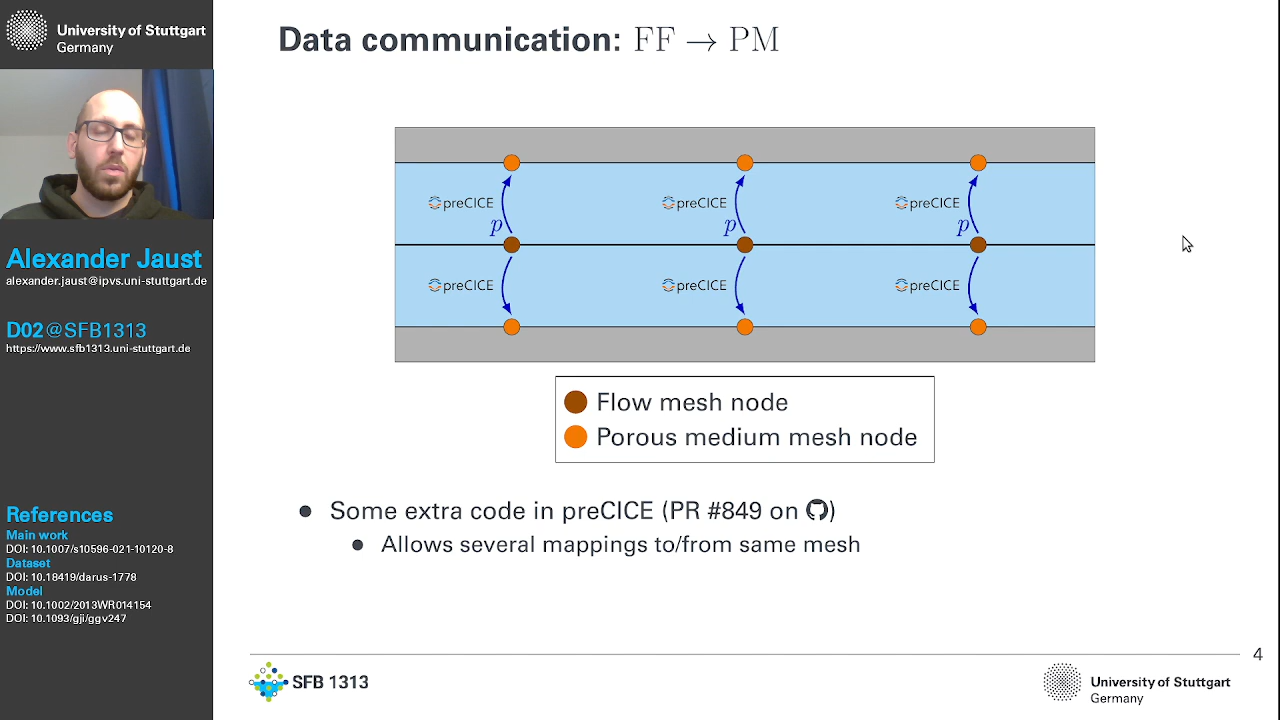 University of Stuttgart
Germany
Alexander Jaust
alexander.jaust@ipvs.uni-stuttgart.de
D02@SFB1313
https://www.sfb1313.uni-stuttgart.de
References
Main work
DOI: 10.1007/s10596-021-10120-8
Dataset
DOI: 10.18419/darus-1778
Model
DOI: 10.1002/2013WR014154
DOI: 10.1093/gji/ggv247
Data communication: FF → PM
preCICE preCICE preCICE
p p p
preCICE preCICE preCICE
Flow mesh node
Porous medium mesh node
• Some extra code in preCICE (PR #849 on )
• Allows several mappings to/from same mesh
4
SFB 1313
University of Stuttgart
Germany